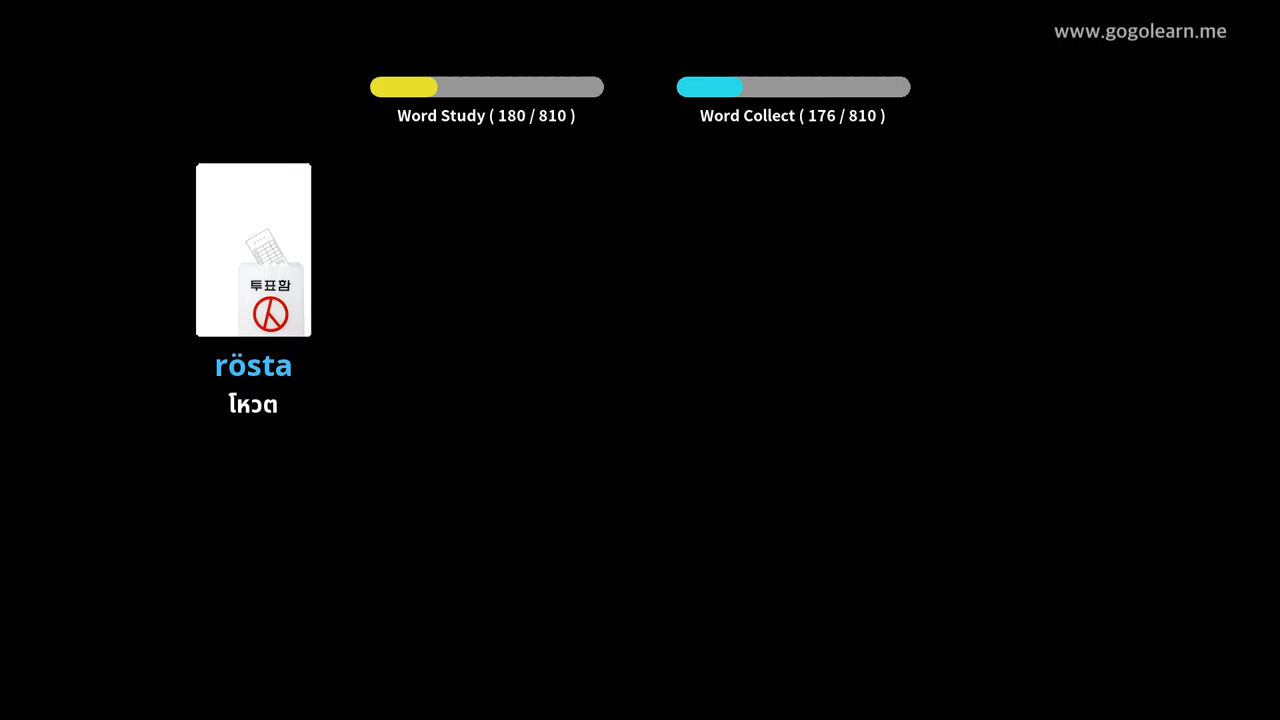 www.gogolearn.me
Word Study ( 180 / 810 )
Word Collect ( 176 / 810 )
투표함
rösta
โหวต